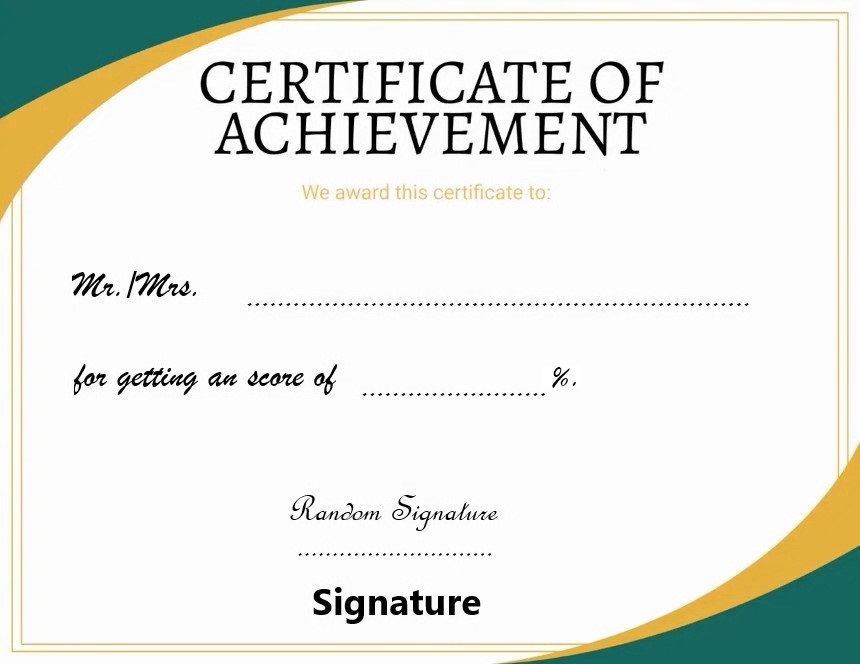 CERTIFICATE OF
ACHIEVEMENT
We award this certificate to:
Mr./Mrs. ..................................................................
for getting an score of ........................%.
Random Signature
............................
Signature